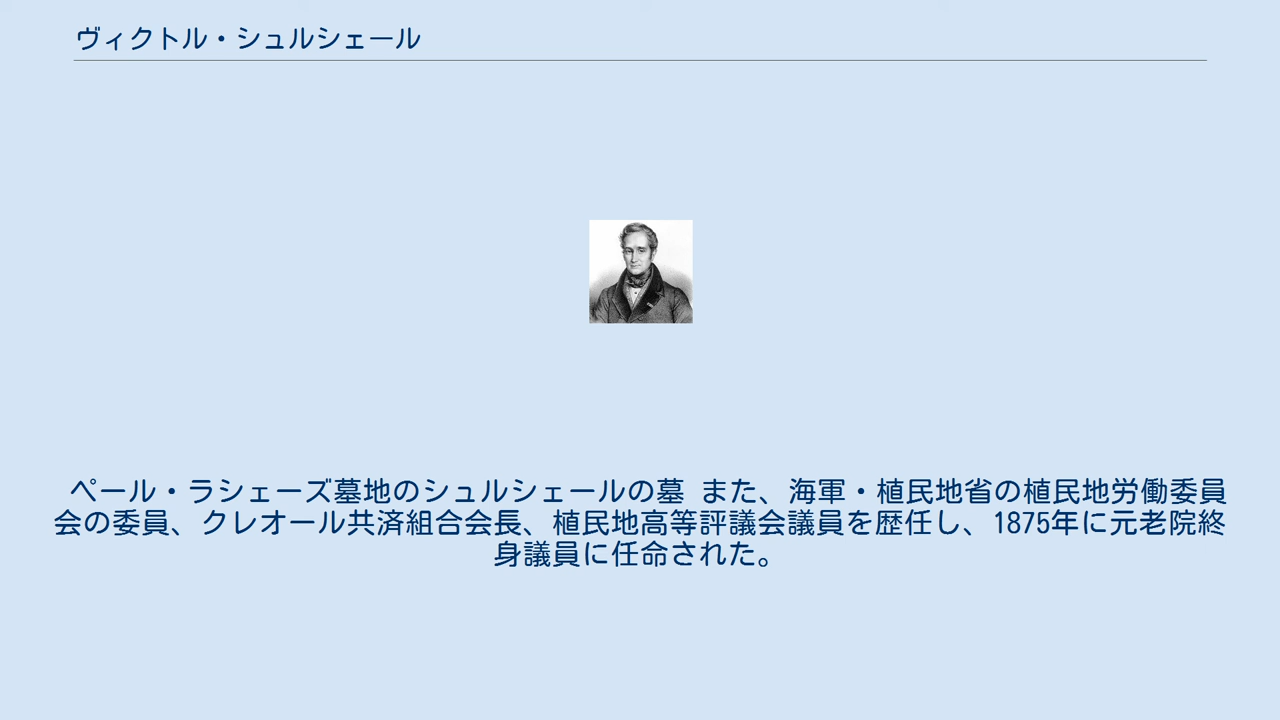 ヴィクトル・シュルシェール
ペール・ラシェーズ墓地のシュルシェールの墓 また、海軍・植民地省の植民地労働委員
会の委員、クレオール共済組合会長、植民地高等評議会議員を歴任し、1875年に元老院終
身議員に任命された。